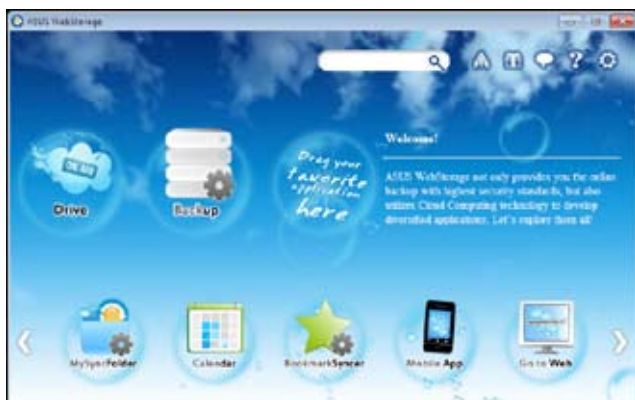 ASUS WebStorage
Drive
Backup
Drag your
favorite
application
here
Welcome!
ASUS WebStorage not only provides you the online
backup with highest security standards, but also
utilizes Cloud Computing technology to develop
diversified applications. Let's explore them all!
MySyncFolder
Calendar
BookmarkSyncer
Mobile App
Go to Web